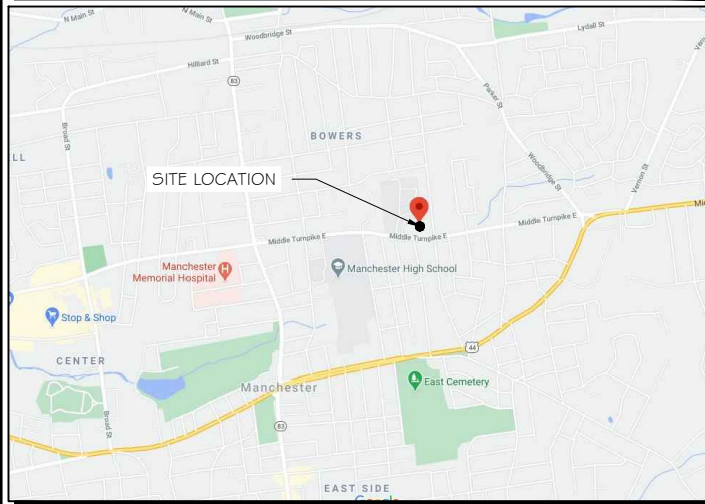 N Main St
N Main St
Woodbridge St
Lydall St
Hilliard St
83
Parker St
Broad St
BOWERS
LL
Woodbridge St
Vernon St
SITE LOCATION
Middle Turnpike E
Middle Turnpike E
Middle Turnpike E
Manchester
Memorial Hospital
H
Manchester High School
Stop & Shop
44
CENTER
East Cemetery
Manchester
Broad St
83
EAST SIDE
Google